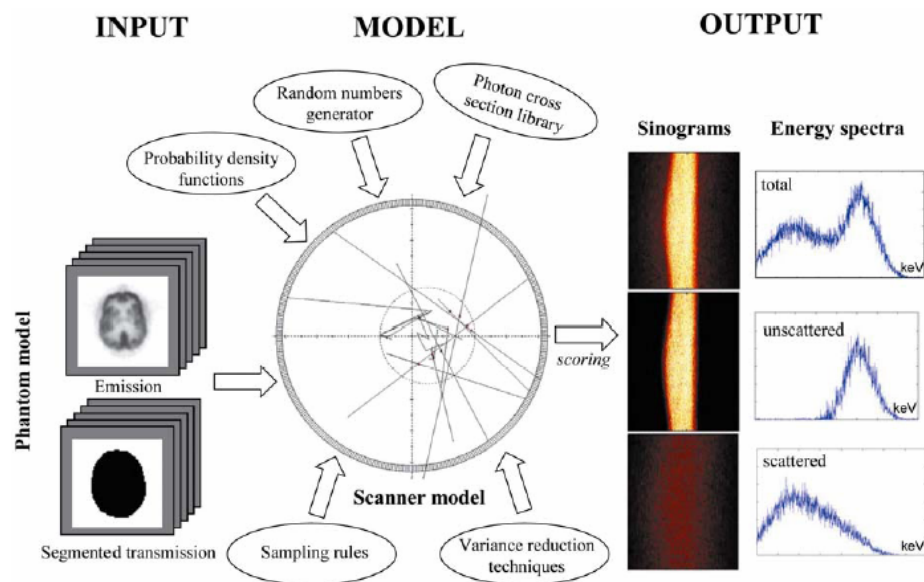 INPUT
MODEL
OUTPUT
Random numbers
generator
Photon cross
section library
Probability density
functions
Sinograms
Energy spectra
total
keV
unscattered
keV
scattered
keV
scoring
Phantom model
Emission
Segmented transmission
Scanner model
Sampling rules
Variance reduction
techniques